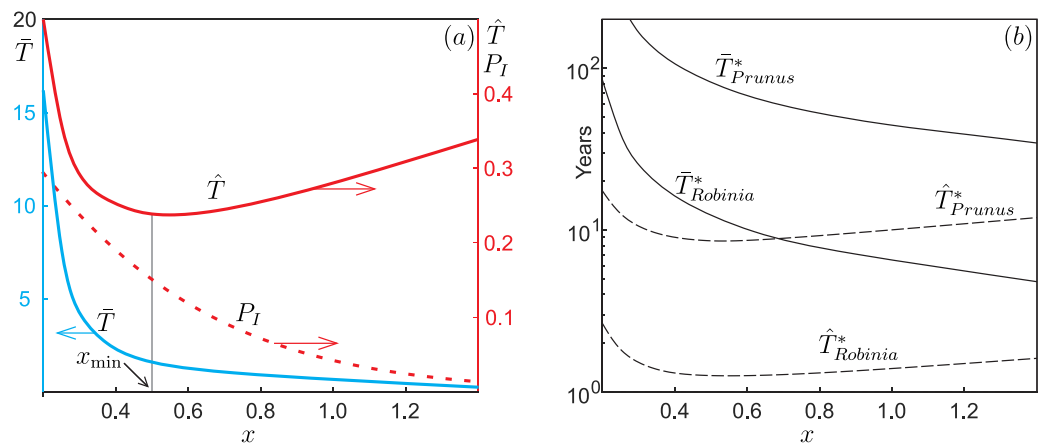 20
15
10
5
T̄
(a)
T̂
P_I
0.4
0.3
0.2
0.1
T̂
T̄
P_I
x_min
0.4 0.6 0.8 1.0 1.2
x
(b)
Years
10²
10¹
10⁰
T̄*_Prunus
T̄*_Robinia
T̂*_Prunus
T̂*_Robinia
0.4 0.6 0.8 1.0 1.2
x